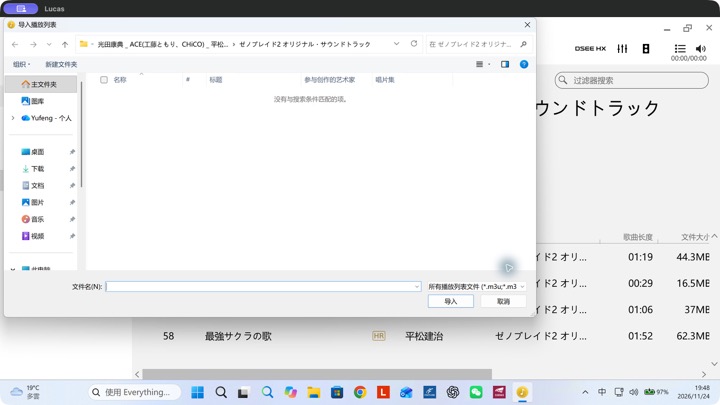 Lucas
导入播放列表
光田康典 _ ACE(工藤ともり、CHiCO) _ 平松... › ゼノブレイド2 オリジナル・サウンドトラック
在 ゼノブレイド2 オリジナ...
组织
新建文件夹
主文件夹
图库
Yufeng - 个人
桌面
下载
文档
图片
音乐
视频
此电脑
名称 # 标题 参与创作的艺术家 唱片集
没有与搜索条件匹配的项。
文件名(N):
所有播放列表文件 (*.m3u;*.m3
导入
取消
DSEE HX
00:00/00:00
过滤器搜索
ウンドトラック
歌曲长度 文件大小
ブレイド2 オリ... 01:19 44.3MB
ブレイド2 オリ... 00:29 16.5MB
ブレイド2 オリ... 01:06 37MB
58 最強サクラの歌 HR 平松建治 ゼノブレイド2 オリ... 01:52 62.3MB
19°C
多雲
使用 Everything...
中
97%
19:48
2026/11/24